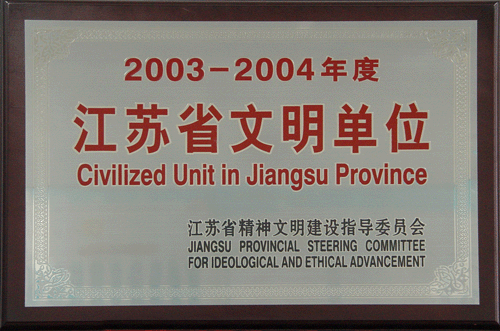 2003-2004年度
江苏省文明单位
Civilized Unit in Jiangsu Province
江苏省精神文明建设指导委员会
JIANGSU PROVINCIAL STEERING COMMITTEE
FOR IDEOLOGICAL AND ETHICAL ADVANCEMENT